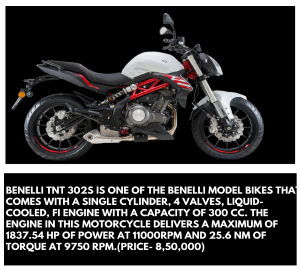 BENELLI TNT 302S IS ONE OF THE BENELLI MODEL BIKES THAT
COMES WITH A SINGLE CYLINDER, 4 VALVES, LIQUID-
COOLED, FI ENGINE WITH A CAPACITY OF 300 CC. THE
ENGINE IN THIS MOTORCYCLE DELIVERS A MAXIMUM OF
1837.54 HP OF POWER AT 11000RPM AND 25.6 NM OF
TORQUE AT 9750 RPM.(PRICE- 8,50,000)